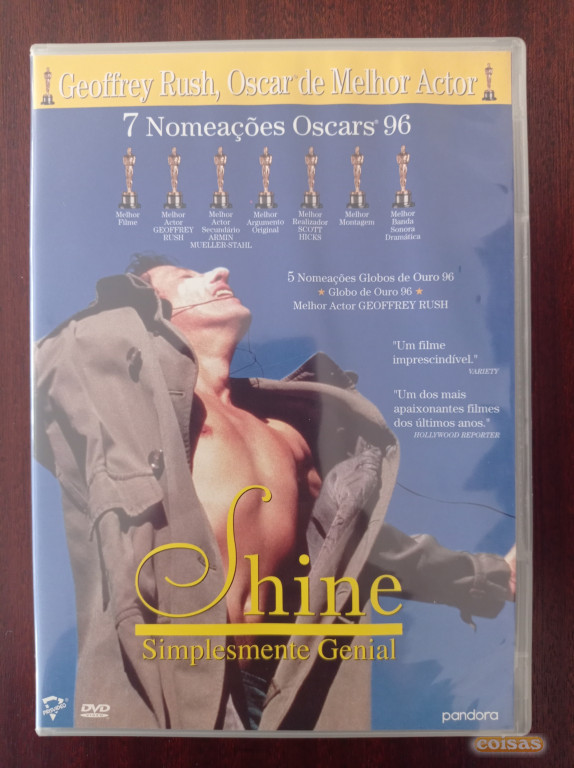 Geoffrey Rush, Oscar de Melhor Actor
7 Nomeações Oscars® 96
Melhor Filme
Melhor Actor GEOFFREY RUSH
Melhor Actor Secundário ARMIN MUELLER-STAHL
Melhor Argumento Original
Melhor Realizador SCOTT HICKS
Melhor Montagem
Melhor Banda Sonora Dramática
5 Nomeações Globos de Ouro 96
★ Globo de Ouro 96 ★
Melhor Actor GEOFFREY RUSH
"Um filme
imprescindível."
VARIETY
"Um dos mais
apaixonantes filmes
dos últimos anos."
HOLLYWOOD REPORTER
Shine
Simplesmente Genial
PRISVIDEO
DVD
pandora
coisas